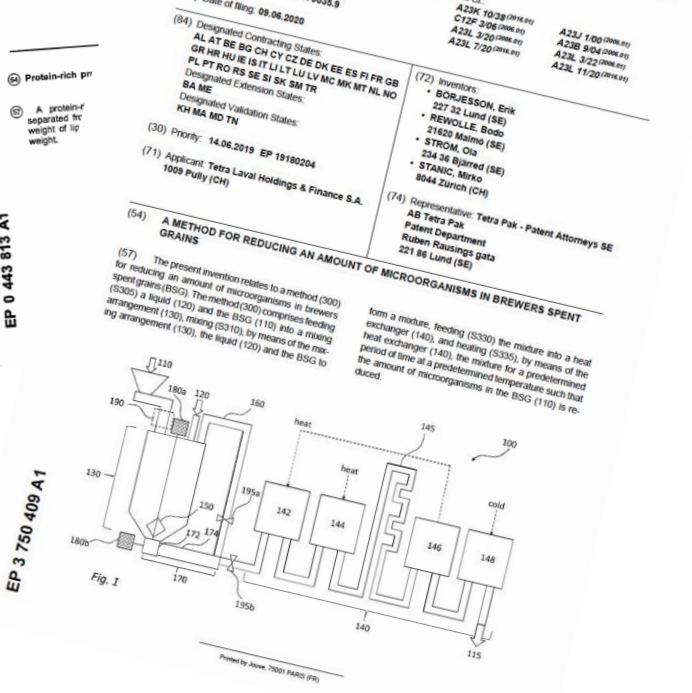 Date of filing: 09.06.2020
A23K 10/38 (2016.01)
C12F 3/06 (2006.01)
A23L 3/20 (2006.01)
A23L 7/20 (2016.01)
A23J 1/00 (2006.01)
A23B 9/04 (2006.01)
A23L 3/22 (2006.01)
A23L 11/20 (2016.01)
(84) Designated Contracting States:
AL AT BE BG CH CY CZ DE DK EE ES FI FR GB
GR HR HU IE IS IT LI LT LU LV MC MK MT NL NO
PL PT RO RS SE SI SK SM TR
Designated Extension States:
BA ME
Designated Validation States:
KH MA MD TN
(30) Priority: 14.06.2019 EP 19180204
(71) Applicant: Tetra Laval Holdings & Finance S.A.
1009 Pully (CH)
(72) Inventors:
• BÖRJESSON, Erik
227 32 Lund (SE)
• REWOLLE, Bodo
21620 Malmö (SE)
• STRÖM, Ola
234 36 Bjärred (SE)
• STANIC, Mirko
8044 Zürich (CH)
(74) Representative: Tetra Pak - Patent Attorneys SE
AB Tetra Pak
Patent Department
Ruben Rausings gata
221 86 Lund (SE)
(54) A METHOD FOR REDUCING AN AMOUNT OF MICROORGANISMS IN BREWERS SPENT
GRAINS
(57) The present invention relates to a method (300)
for reducing an amount of microorganisms in brewers
spent grains (BSG). The method (300) comprises feeding
(S305) a liquid (120) and the BSG (110) into a mixing
arrangement (130), mixing (S310), by means of the mix-
ing arrangement (130), the liquid (120) and the BSG to
form a mixture, feeding (S330) the mixture into a heat
exchanger (140), and heating (S335), by means of the
heat exchanger (140), the mixture for a predetermined
period of time at a predetermined temperature such that
the amount of microorganisms in the BSG (110) is re-
duced.
110
180a
120
160
190
130
150
195a
172
174
180b
170
195b
heat
heat
145
100
cold
142
144
146
148
140
115
Fig. 1
EP 3 750 409 A1
Printed by Jouve, 75001 PARIS (FR)
(54) Protein-rich
(57) A
separated
weight of
weight.
EP 0 443 813 A1